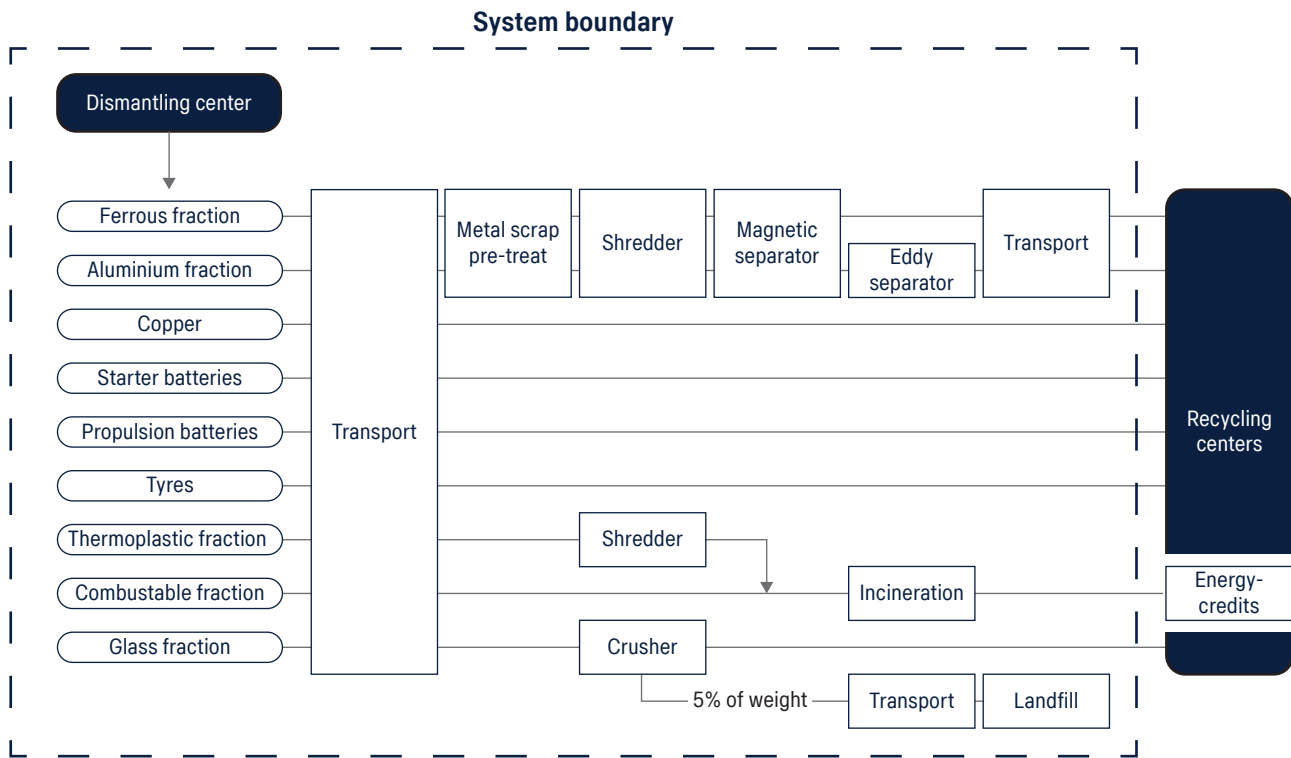 System boundary
Dismantling center
Ferrous fraction
Metal scrap
pre-treat
Shredder
Magnetic
separator
Transport
Aluminium fraction
Eddy
separator
Copper
Starter batteries
Propulsion batteries
Transport
Recycling
centers
Tyres
Thermoplastic fraction
Shredder
Combustable fraction
Incineration
Energy-
credits
Glass fraction
Crusher
5% of weight
Transport
Landfill